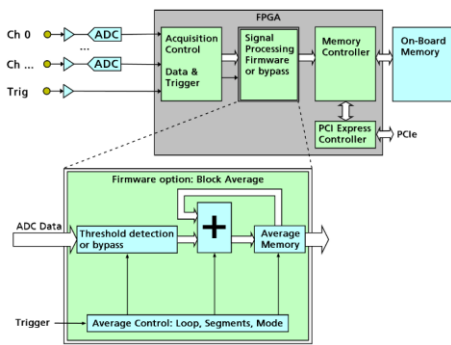 FPGA
Ch 0
ADC
...
Ch ...
ADC
Trig
Acquisition
Control
Data &
Trigger
Signal
Processing
Firmware
or bypass
Memory
Controller
On-Board
Memory
PCI Express
Controller
PCIe
Firmware option: Block Average
ADC Data
Threshold detection
or bypass
+
Average
Memory
Trigger
Average Control: Loop, Segments, Mode